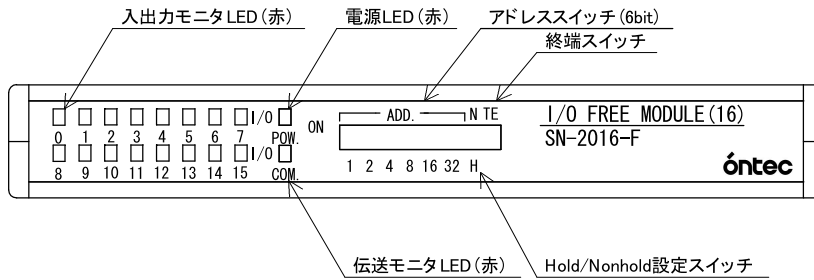 入出力モニタLED(赤) 電源LED(赤) アドレススイッチ(6bit)
終端スイッチ
I/O ON ADD. N TE I/O FREE MODULE(16)
0 1 2 3 4 5 6 7 POW. SN-2016-F
I/O
8 9 10 11 12 13 14 15 COM. 1 2 4 8 16 32 H óntec
伝送モニタLED(赤) Hold/Nonhold設定スイッチ